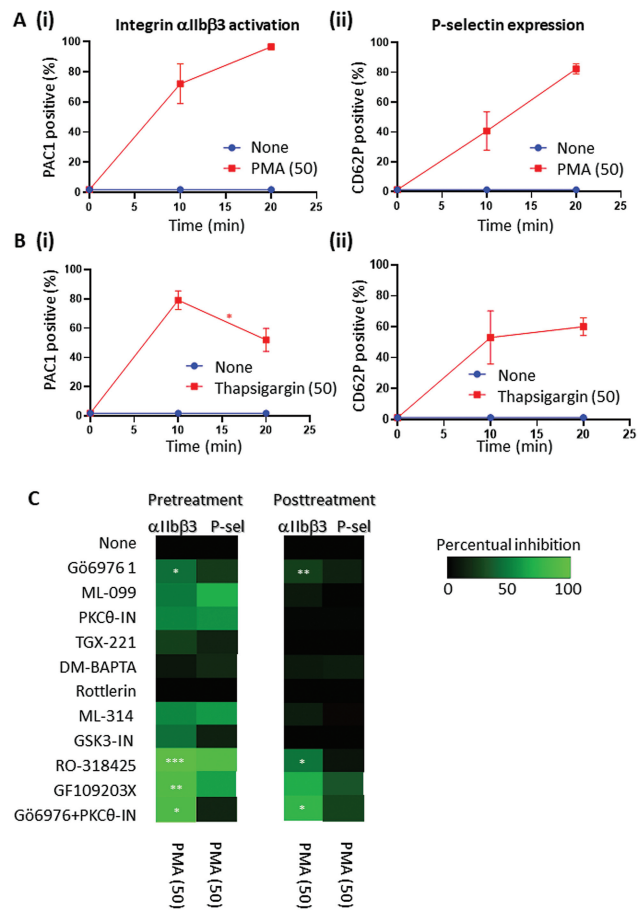 A (i) Integrin αIIbβ3 activation
(ii) P-selectin expression
PAC1 positive (%)
100
80
60
40
20
0
None
PMA (50)
0 5 10 15 20 25
Time (min)
CD62P positive (%)
100
80
60
40
20
0
None
PMA (50)
0 5 10 15 20 25
Time (min)
B (i)
(ii)
PAC1 positive (%)
100
80
60
40
20
0
*
None
Thapsigargin (50)
0 5 10 15 20 25
Time (min)
CD62P positive (%)
100
80
60
40
20
0
None
Thapsigargin (50)
0 5 10 15 20 25
Time (min)
C
Pretreatment Posttreatment
αIIbβ3 P-sel αIIbβ3 P-sel
None
Gö6976 1 * **
ML-099
PKCθ-IN
TGX-221
DM-BAPTA
Rottlerin
ML-314
GSK3-IN
RO-318425 *** *
GF109203X **
Gö6976+PKCθ-IN * *
PMA (50)
PMA (50)
PMA (50)
PMA (50)
Percentual inhibition
0 50 100